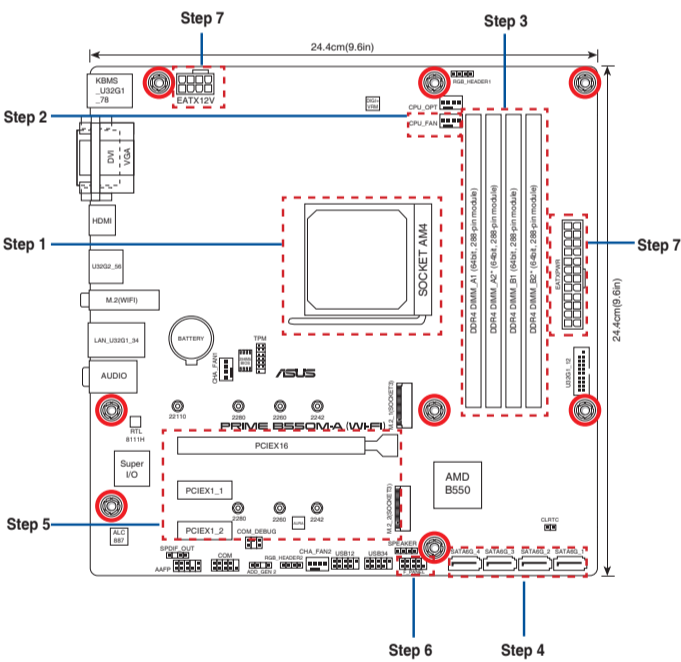 Step 7
Step 3
24.4cm(9.6in)
KBMS
_U32G1
_78
EATX12V
RGB_HEADER1
DIGI+
VRM
CPU_OPT
CPU_FAN
Step 2
DVI
VGA
HDMI
Step 1
SOCKET AM4
DDR4 DIMM_A1 (64bit, 288-pin module)
DDR4 DIMM_A2* (64bit, 288-pin module)
DDR4 DIMM_B1 (64bit, 288-pin module)
DDR4 DIMM_B2* (64bit, 288-pin module)
EATXPWR
Step 7
24.4cm(9.6in)
U32G2_56
M.2(WIFI)
LAN_U32G1_34
BATTERY
CHA_FAN1
TPM
U32G1_12
AUDIO
ASUS
22110
2280
2260
2242
M.2_1(SOCKET3)
PRIME B550M-A (WI-FI)
RTL
8111H
PCIEX16
Super
I/O
AMD
B550
PCIEX1_1
2280
2260
2242
M.2_2(SOCKET3)
Step 5
ALC
887
PCIEX1_2
COM_DEBUG
CLRTC
SPDIF_OUT
AAFP
COM
ADD_GEN 2
RGB_HEADER2
CHA_FAN2
USB12
USB34
SPEAKER
F_PANEL
SATA6G_4
SATA6G_3
SATA6G_2
SATA6G_1
Step 6
Step 4